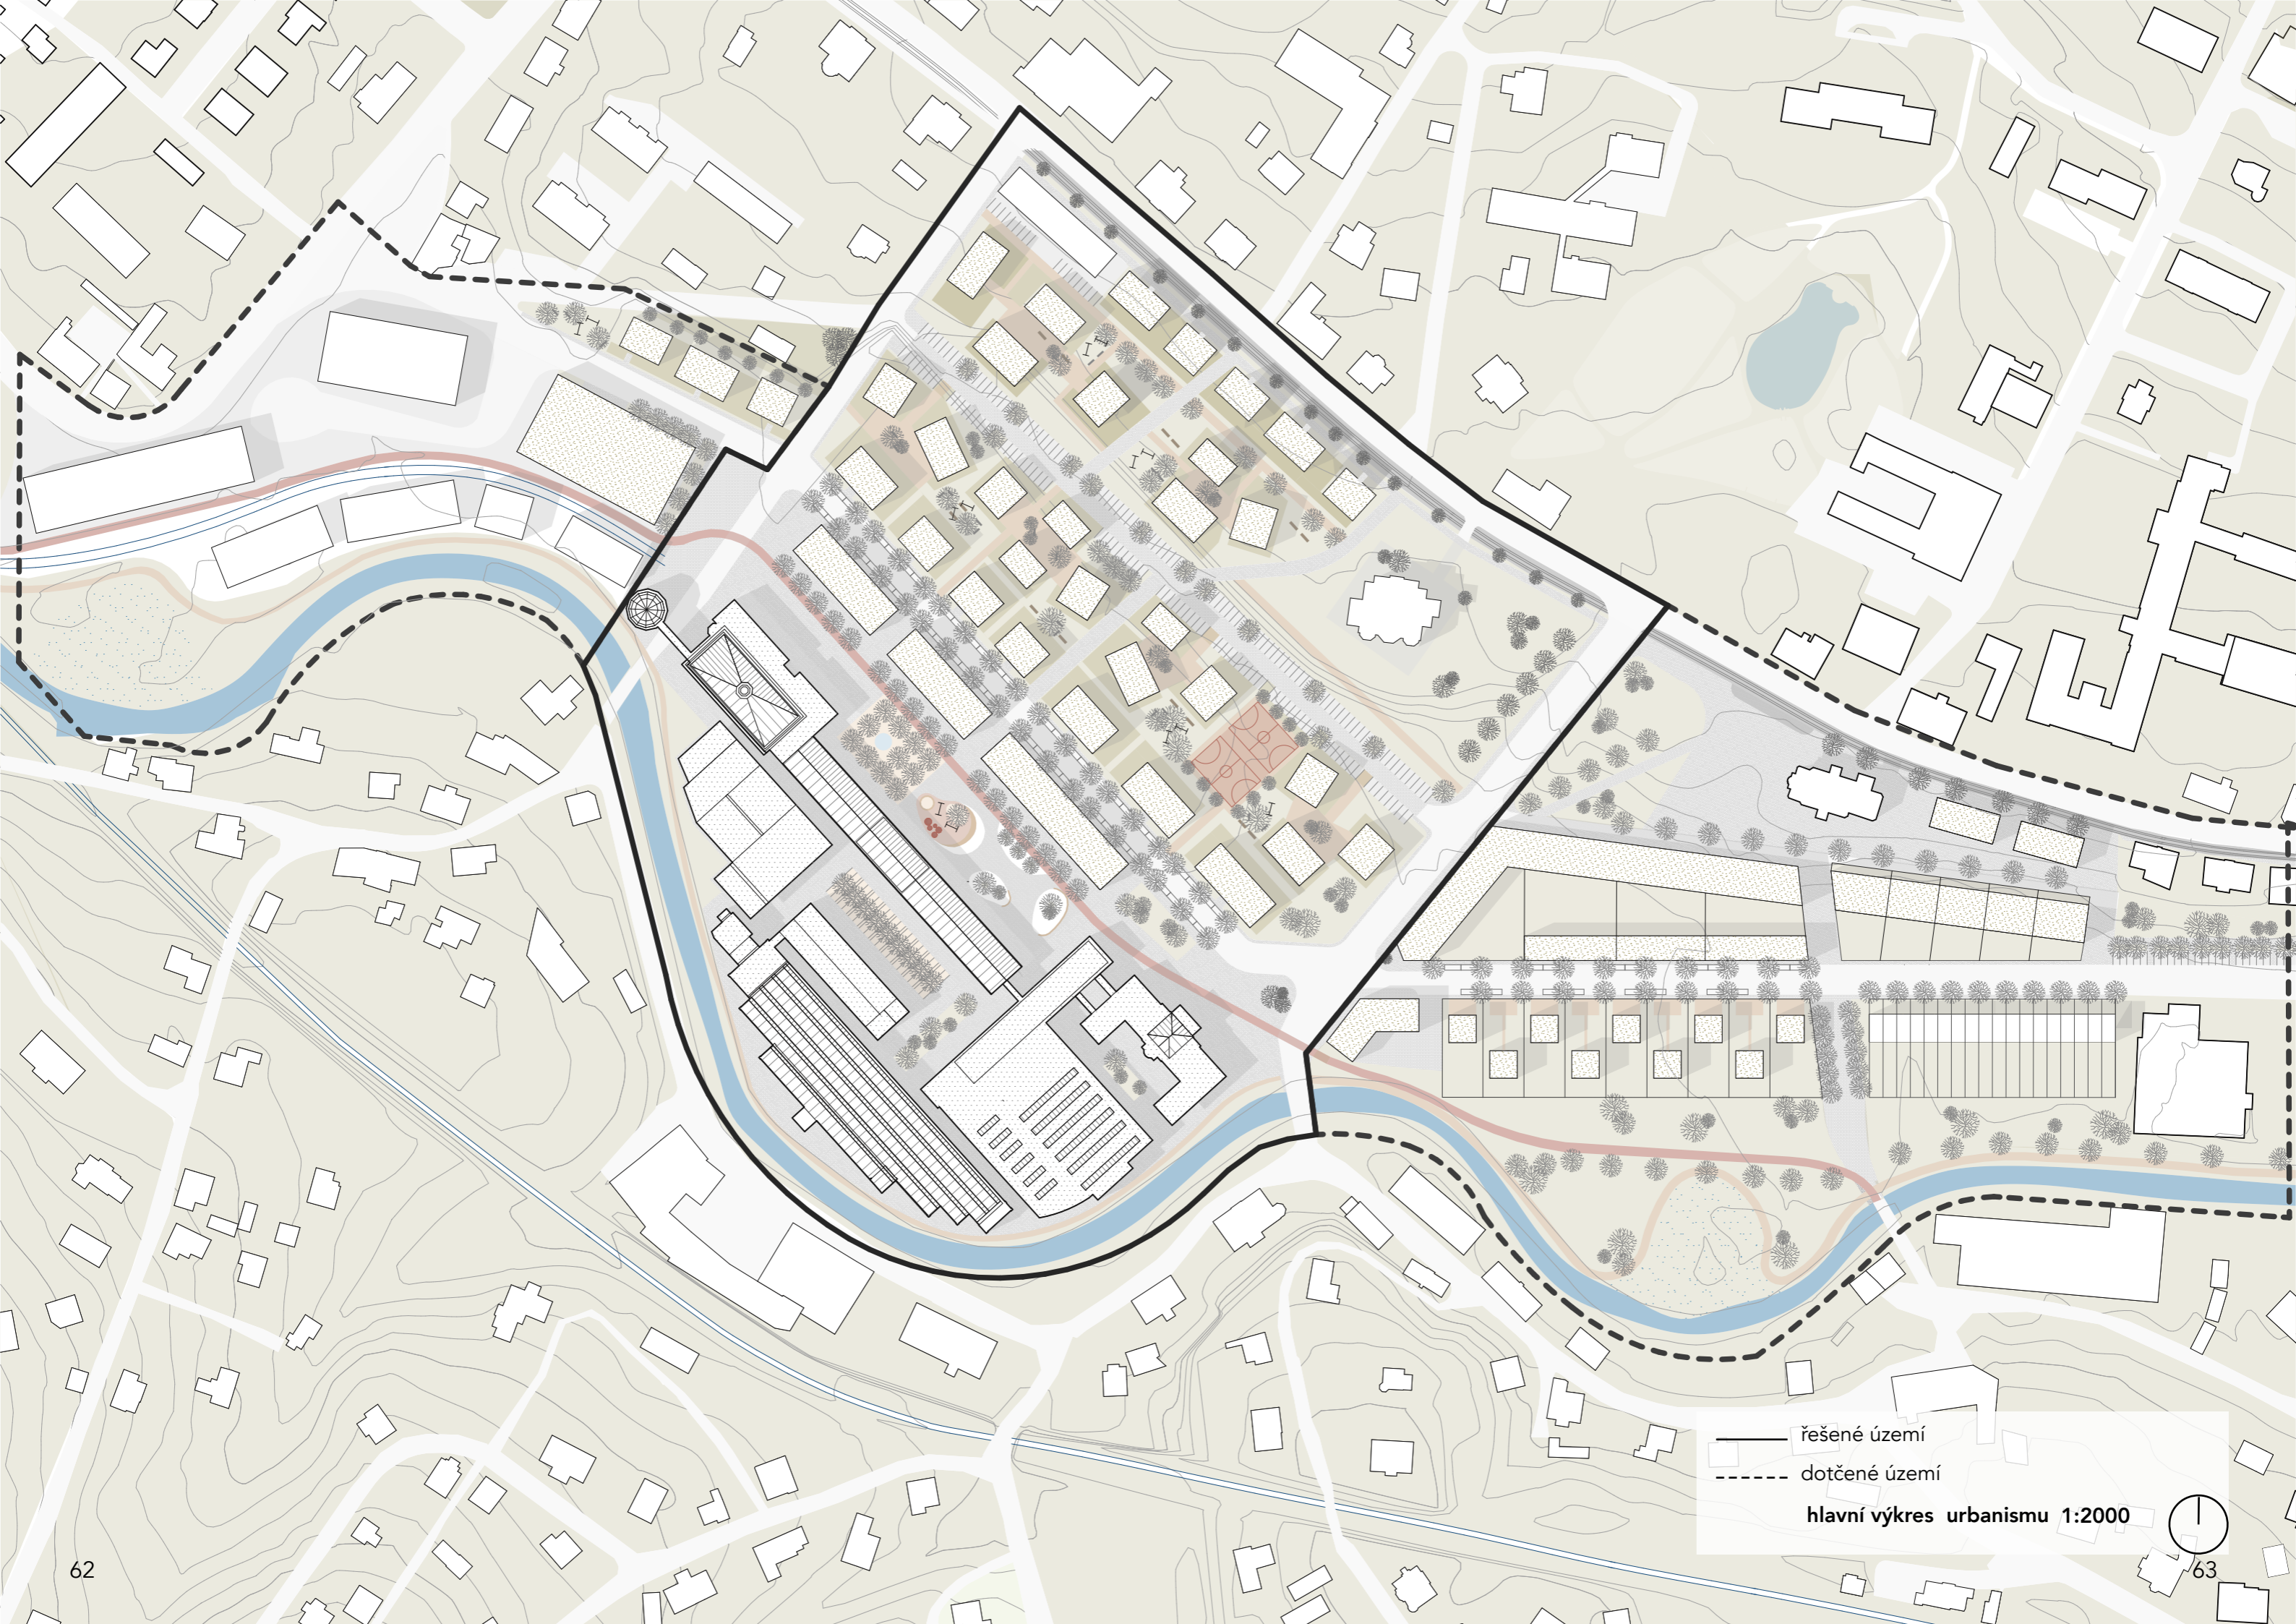 řešené území
dotčené území
hlavní výkres urbanismu 1:2000
62
63